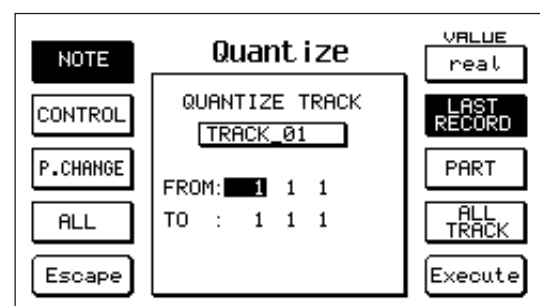 Quantize
NOTE
CONTROL
P.CHANGE
ALL
Escape
QUANTIZE TRACK
TRACK_01
FROM: 1 1 1
TO : 1 1 1
VALUE
real
LAST
RECORD
PART
ALL
TRACK
Execute